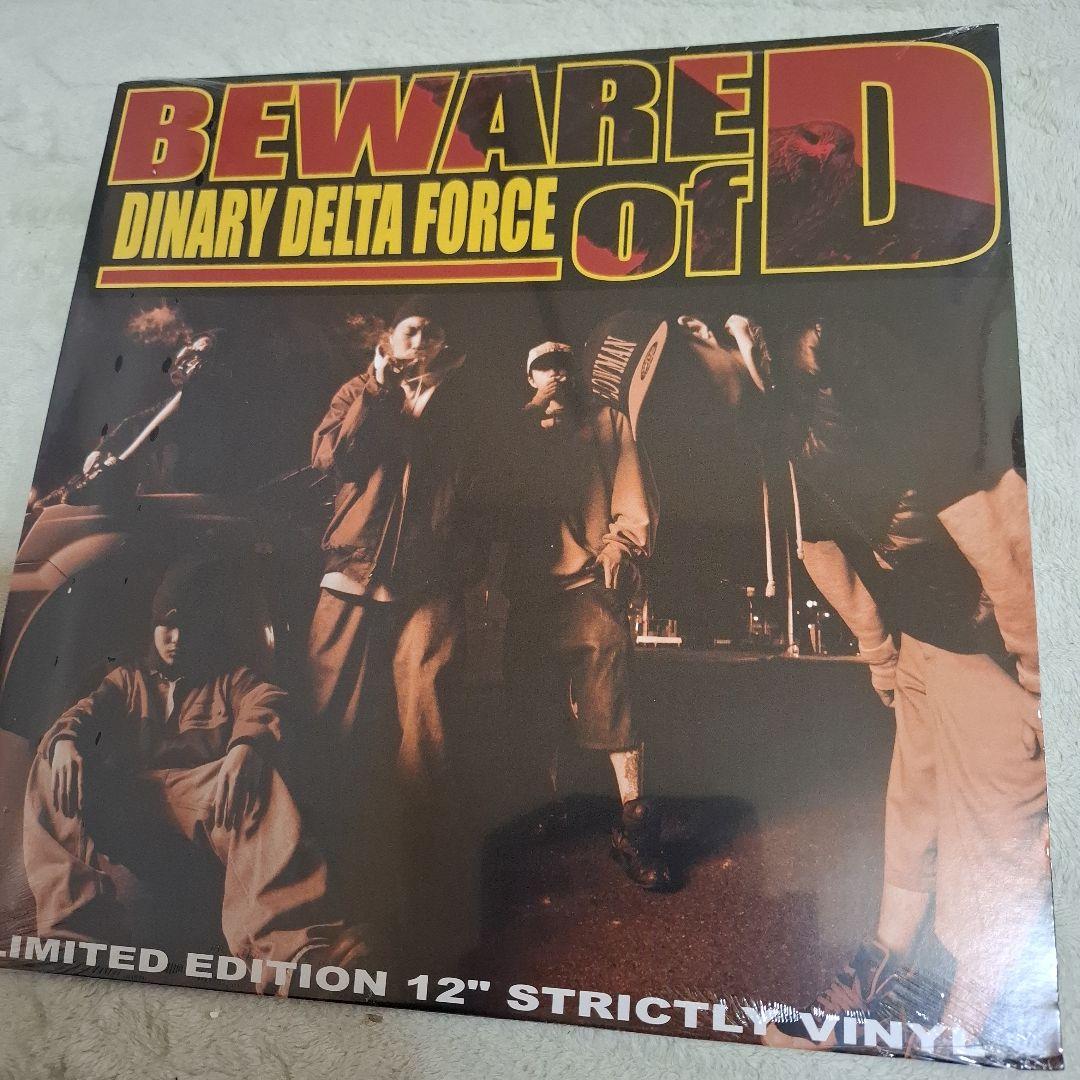 BEWARE
of D
DINARY DELTA FORCE
LOWMAN
LIMITED EDITION 12" STRICTLY VINYL